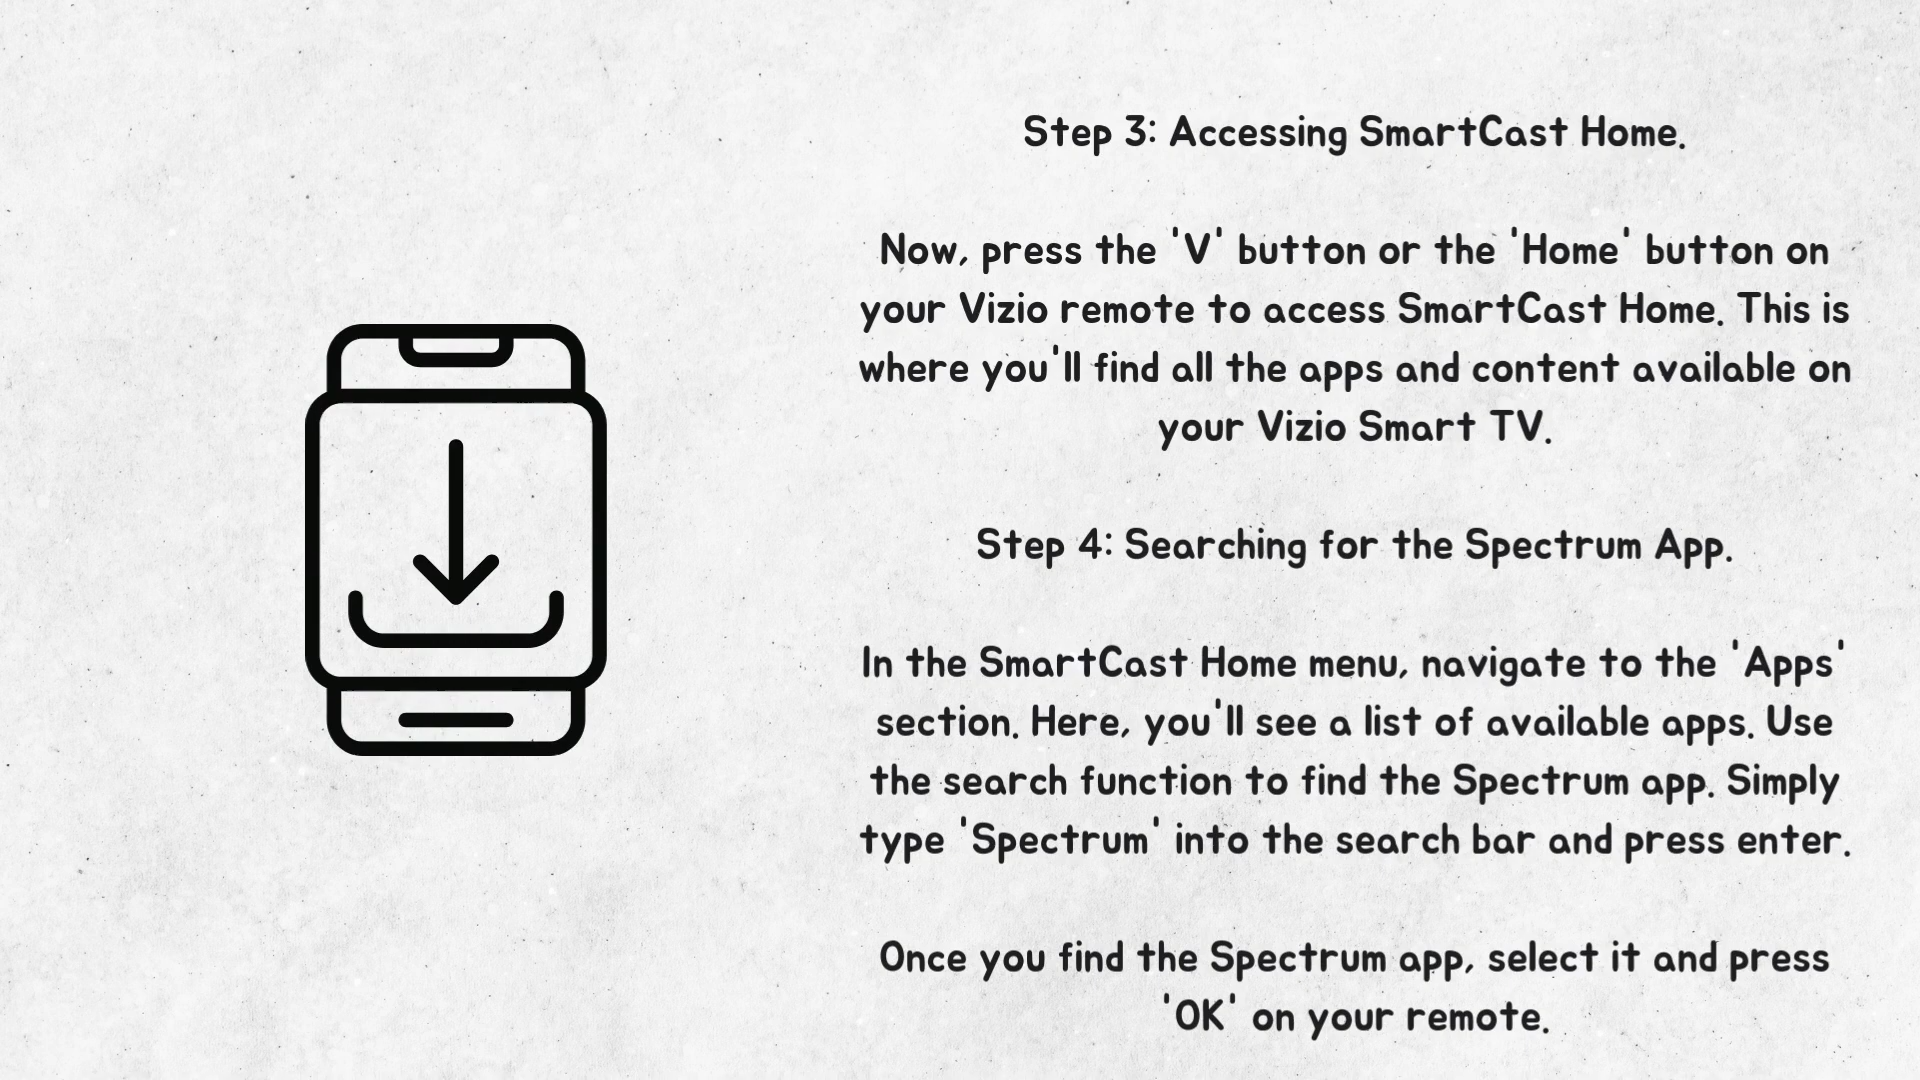 Step 3: Accessing SmartCast Home.
Now, press the 'V' button or the 'Home' button on
your Vizio remote to access SmartCast Home. This is
where you'll find all the apps and content available on
your Vizio Smart TV.
Step 4: Searching for the Spectrum App.
In the SmartCast Home menu, navigate to the 'Apps'
section. Here, you'll see a list of available apps. Use
the search function to find the Spectrum app. Simply
type 'Spectrum' into the search bar and press enter.
Once you find the Spectrum app, select it and press
'OK' on your remote.